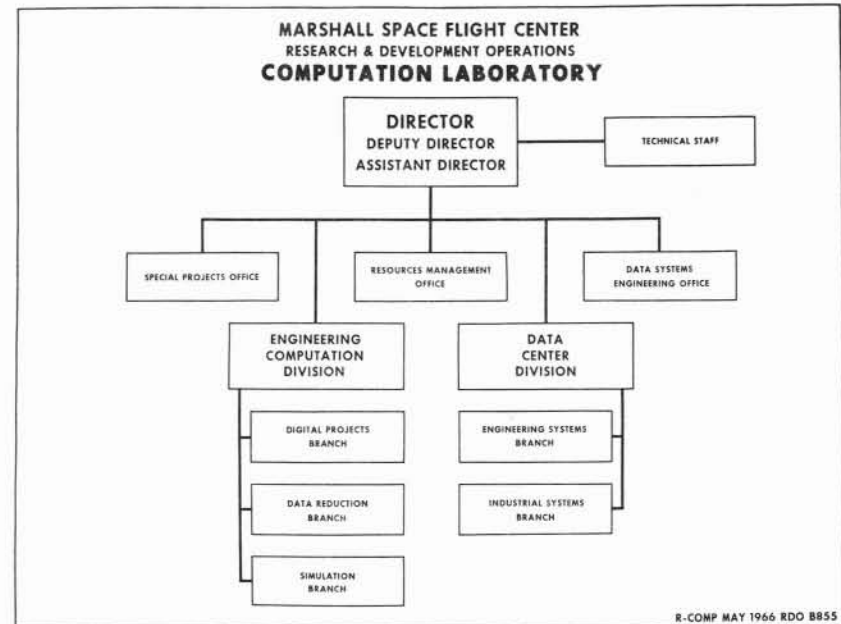 MARSHALL SPACE FLIGHT CENTER
RESEARCH & DEVELOPMENT OPERATIONS
COMPUTATION LABORATORY
DIRECTOR
DEPUTY DIRECTOR
ASSISTANT DIRECTOR
TECHNICAL STAFF
SPECIAL PROJECTS OFFICE
RESOURCES MANAGEMENT
OFFICE
DATA SYSTEMS
ENGINEERING OFFICE
ENGINEERING
COMPUTATION
DIVISION
DATA
CENTER
DIVISION
DIGITAL PROJECTS
BRANCH
ENGINEERING SYSTEMS
BRANCH
DATA REDUCTION
BRANCH
INDUSTRIAL SYSTEMS
BRANCH
SIMULATION
BRANCH
R-COMP MAY 1966 RDO B855